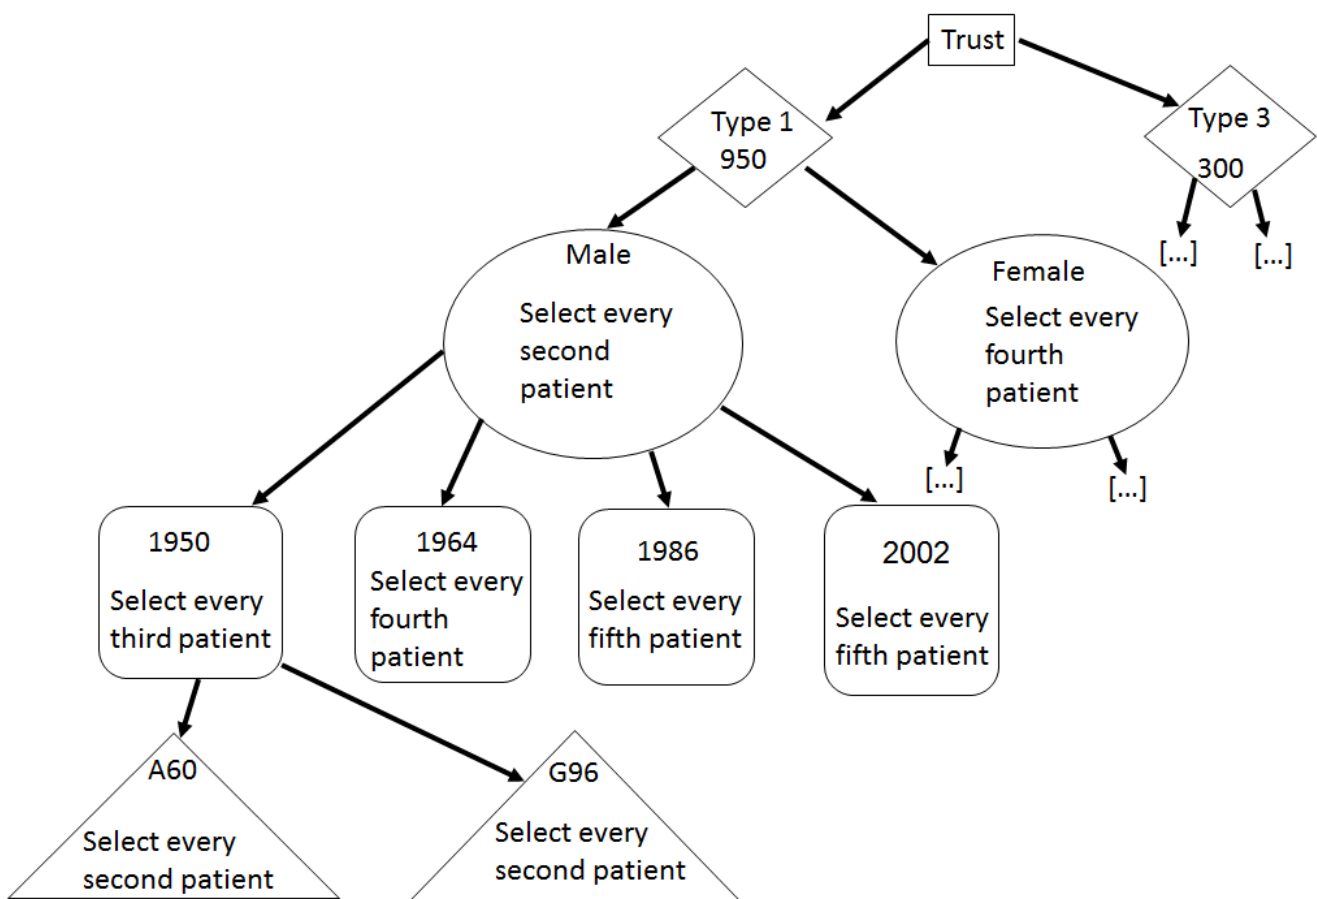 Trust
Type 1
950
Type 3
300
[...]
[...]
Male
Select every
second
patient
Female
Select every
fourth
patient
[...]
[...]
1950
Select every
third patient
1964
Select every
fourth
patient
1986
Select every
fifth patient
2002
Select every
fifth patient
A60
Select every
second patient
G96
Select every
second patient